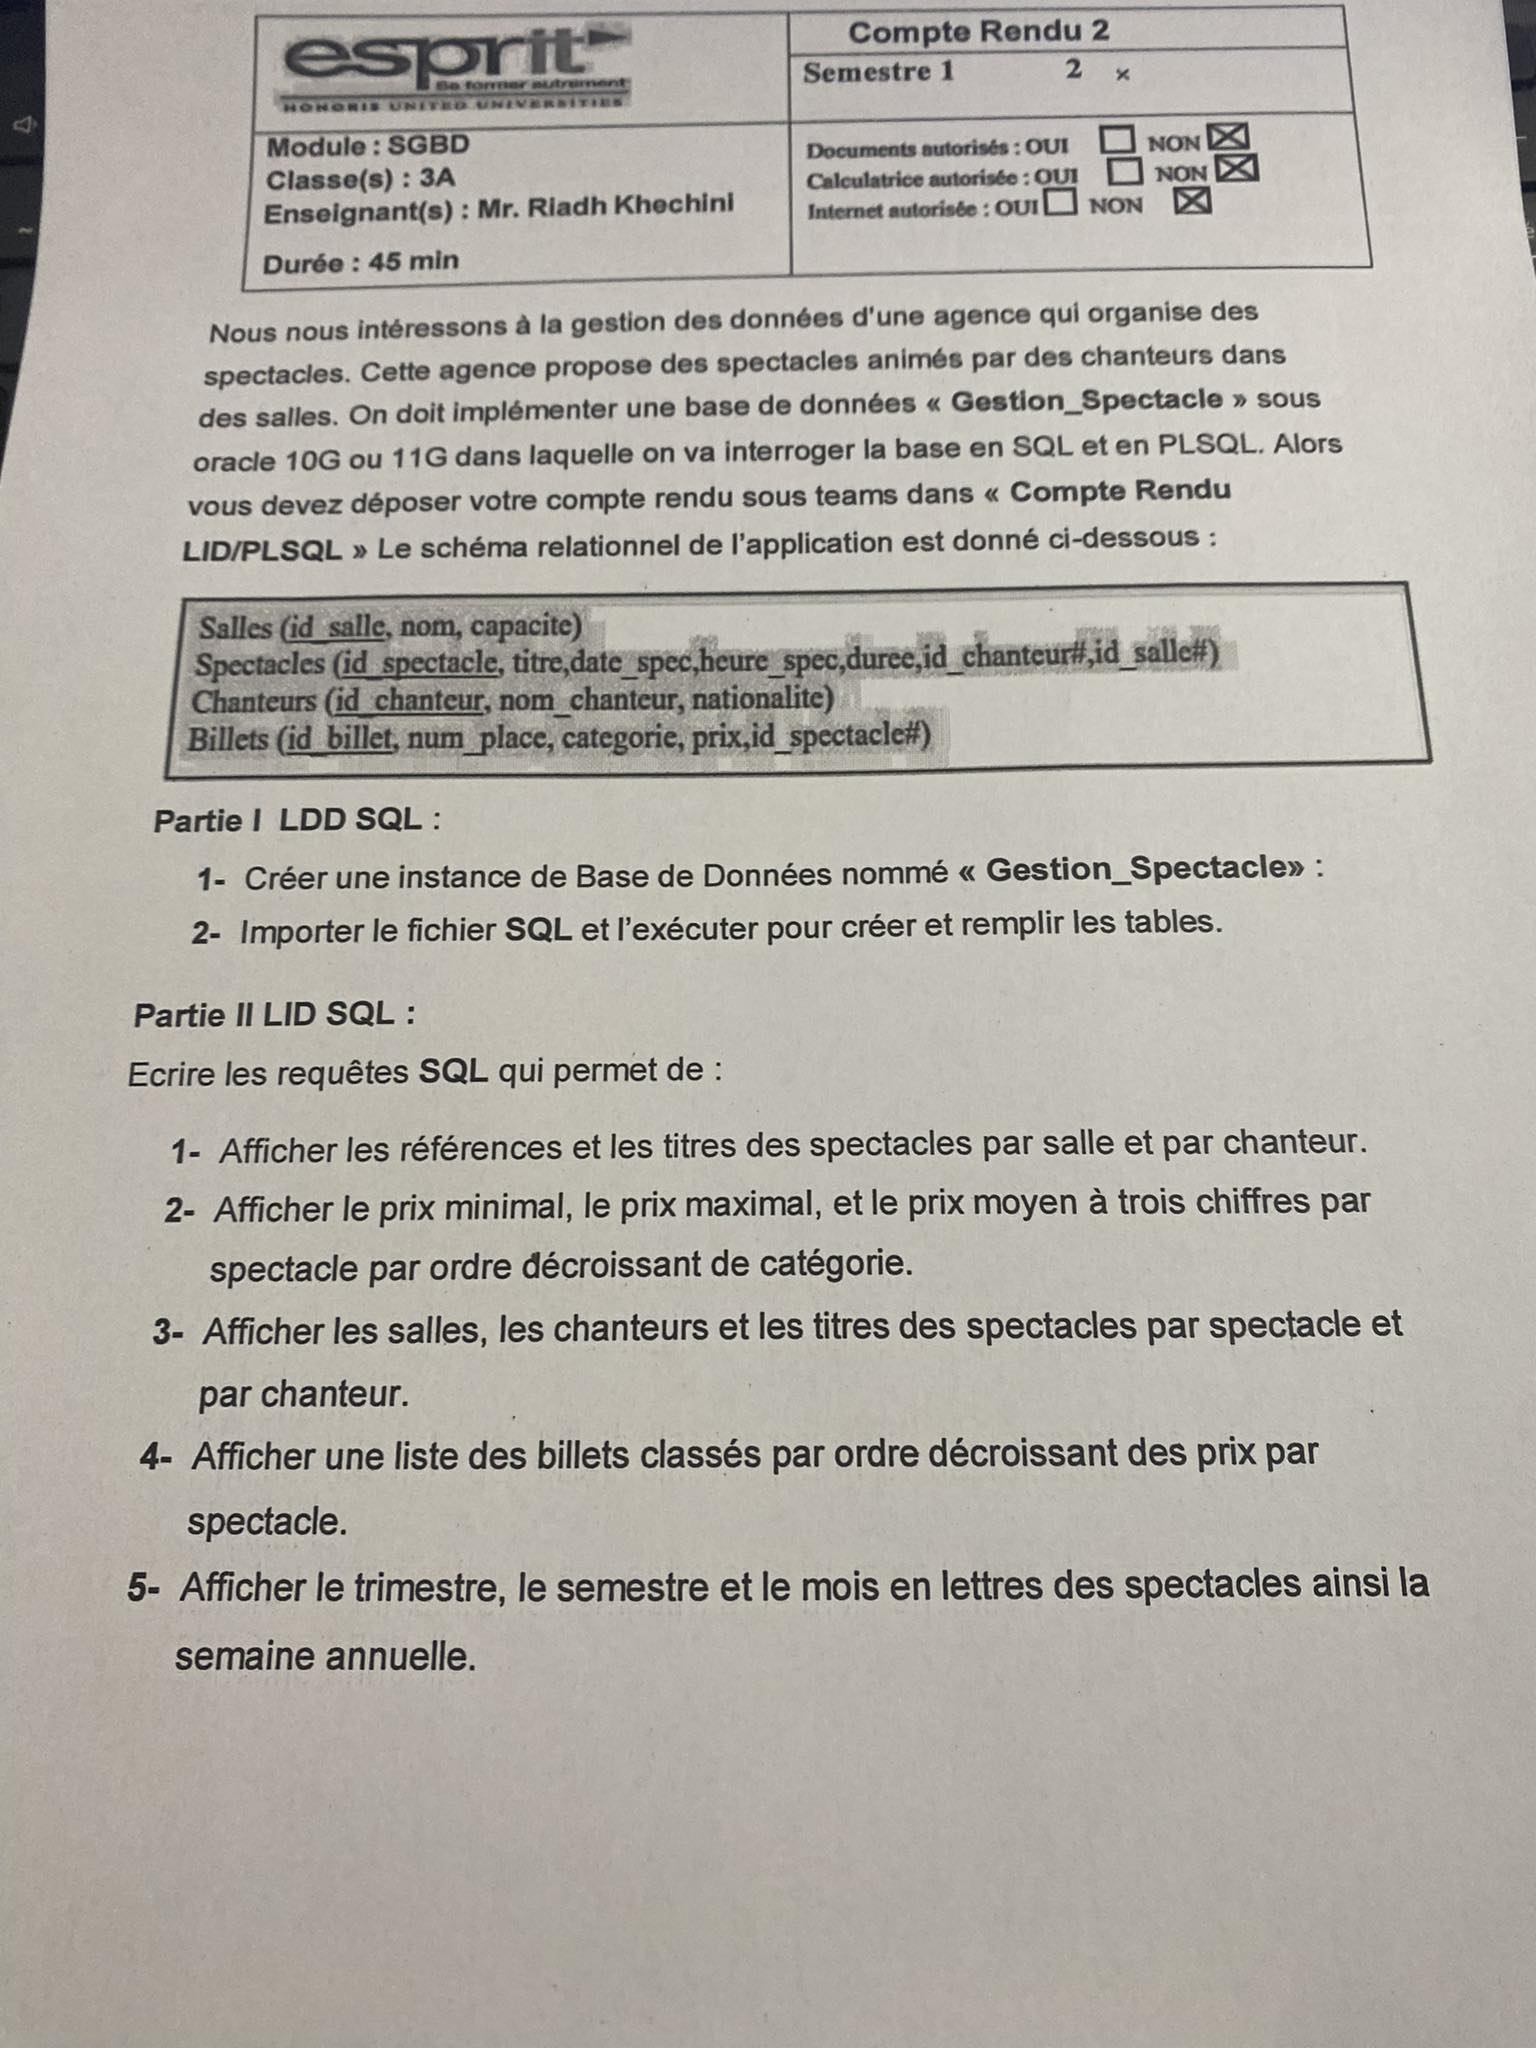 esprit
Se former autrement
HONORIS UNITED UNIVERSITIES
Compte Rendu 2
Semestre 1 2 x
Module : SGBD
Classe(s) : 3A
Enseignant(s) : Mr. Riadh Khechini
Durée : 45 min
Documents autorisés : OUI NON
Calculatrice autorisée : OUI NON
Internet autorisée : OUI NON
Nous nous intéressons à la gestion des données d'une agence qui organise des
spectacles. Cette agence propose des spectacles animés par des chanteurs dans
des salles. On doit implémenter une base de données « Gestion_Spectacle » sous
oracle 10G ou 11G dans laquelle on va interroger la base en SQL et en PLSQL. Alors
vous devez déposer votre compte rendu sous teams dans « Compte Rendu
LID/PLSQL » Le schéma relationnel de l'application est donné ci-dessous :
Salles (id_salle, nom, capacite)
Spectacles (id_spectacle, titre,date_spec,heure_spec,duree,id_chanteur#,id_salle#)
Chanteurs (id_chanteur, nom_chanteur, nationalite)
Billets (id_billet, num_place, categorie, prix,id_spectacle#)
Partie I LDD SQL :
1- Créer une instance de Base de Données nommé « Gestion_Spectacle» :
2- Importer le fichier SQL et l'exécuter pour créer et remplir les tables.
Partie II LID SQL :
Ecrire les requêtes SQL qui permet de :
1- Afficher les références et les titres des spectacles par salle et par chanteur.
2- Afficher le prix minimal, le prix maximal, et le prix moyen à trois chiffres par
spectacle par ordre décroissant de catégorie.
3- Afficher les salles, les chanteurs et les titres des spectacles par spectacle et
par chanteur.
4- Afficher une liste des billets classés par ordre décroissant des prix par
spectacle.
5- Afficher le trimestre, le semestre et le mois en lettres des spectacles ainsi la
semaine annuelle.